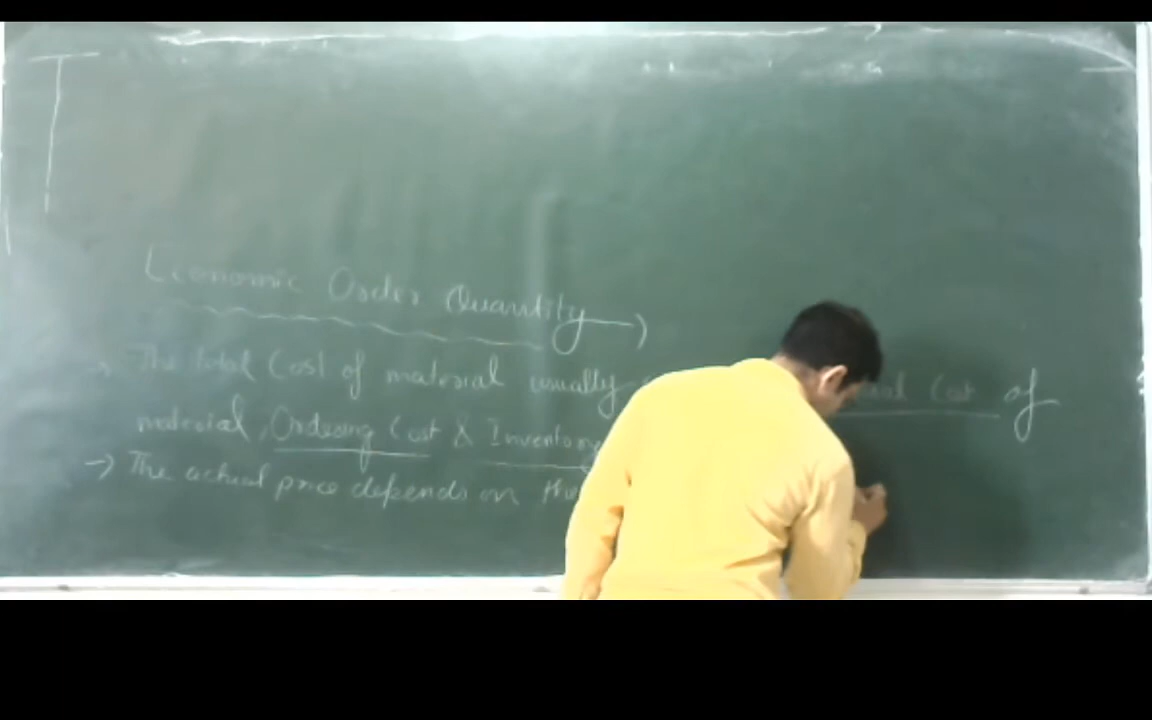 Economic Order Quantity →
→ The total Cost of material usually Cost of
material, Ordering Cost & Inventory
→ The actual price depends on